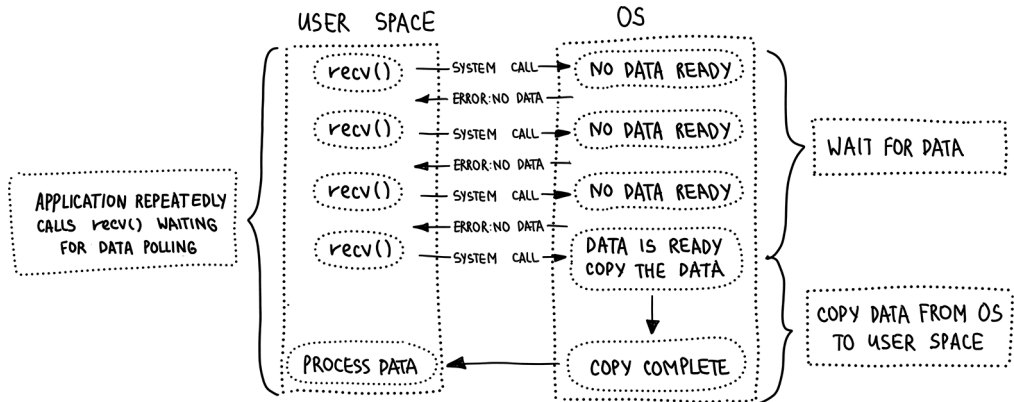 USER SPACE
OS
recv()
SYSTEM CALL
NO DATA READY
ERROR:NO DATA
recv()
SYSTEM CALL
NO DATA READY
ERROR:NO DATA
recv()
SYSTEM CALL
NO DATA READY
ERROR:NO DATA
recv()
SYSTEM CALL
DATA IS READY
COPY THE DATA
PROCESS DATA
COPY COMPLETE
APPLICATION REPEATEDLY
CALLS recv() WAITING
FOR DATA POLLING
WAIT FOR DATA
COPY DATA FROM OS
TO USER SPACE